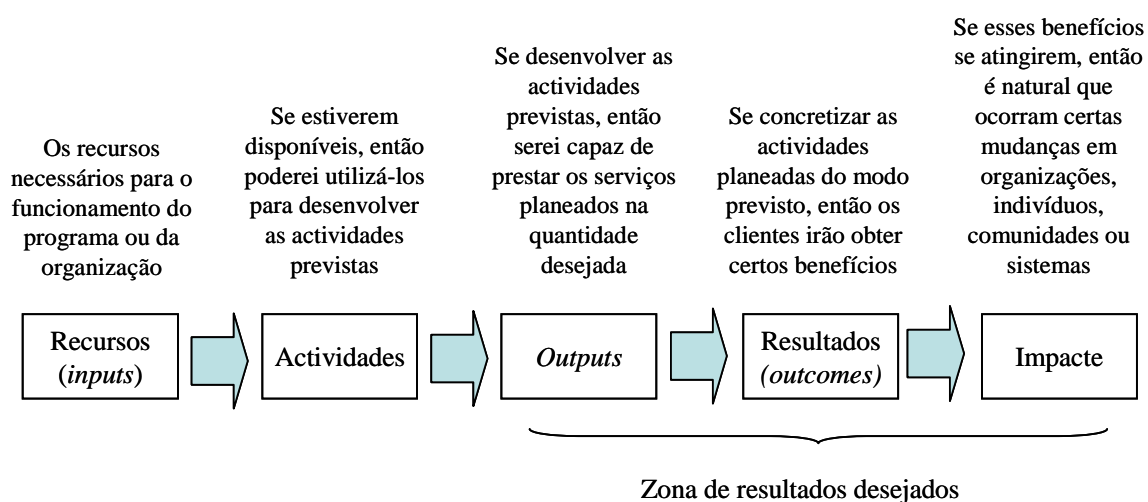 Os recursos
necessários para o
funcionamento do
programa ou da
organização
Se estiverem
disponíveis, então
poderei utilizá-los
para desenvolver
as actividades
previstas
Se desenvolver as
actividades
previstas, então
serei capaz de
prestar os serviços
planeados na
quantidade
desejada
Se concretizar as
actividades
planeadas do modo
previsto, então os
clientes irão obter
certos benefícios
Se esses benefícios
se atingirem, então
é natural que
ocorram certas
mudanças em
organizações,
indivíduos,
comunidades ou
sistemas
Recursos
(inputs)
Actividades
Outputs
Resultados
(outcomes)
Impacte
Zona de resultados desejados